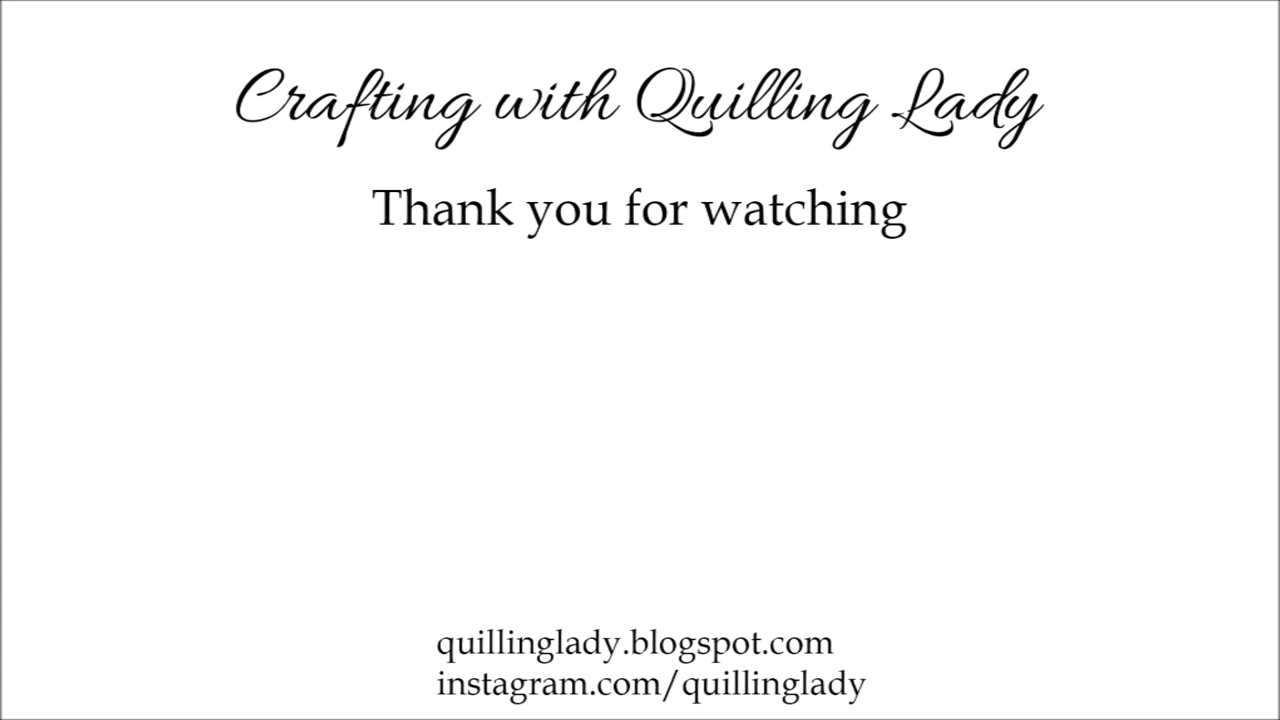 Crafting with Quilling Lady
Thank you for watching
quillinglady.blogspot.com
instagram.com/quillinglady